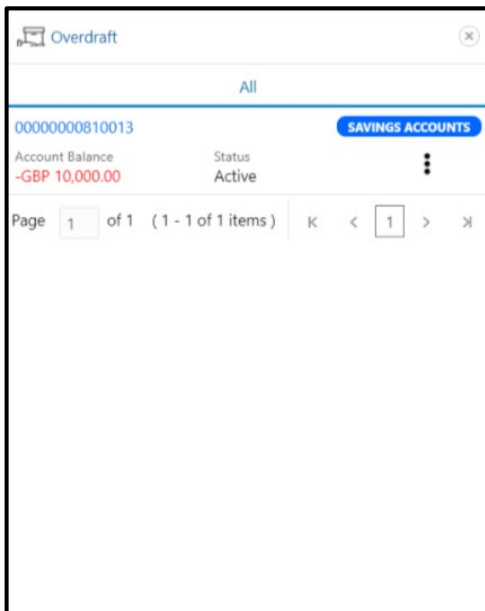 Overdraft
All
00000000810013 SAVINGS ACCOUNTS
Account Balance Status
-GBP 10,000.00 Active
Page 1 of 1 ( 1 - 1 of 1 items ) 1